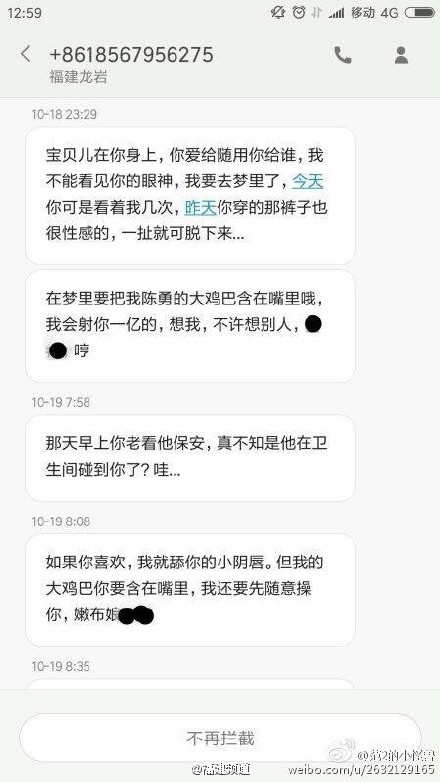 12:59
移动 4G
+8618567956275
福建龙岩
10-18 23:29
宝贝儿在你身上，你爱给随用你给谁，我
不能看见你的眼神，我要去梦里了，今天
你可是看着我几次，昨天你穿的那裤子也
很性感的，一扯就可脱下来...
在梦里要把我陈勇的大鸡巴含在嘴里哦，
我会射你一亿的，想我，不许想别人，
哼
10-19 7:58
那天早上你老看他保安，真不知是他在卫
生间碰到你了？哇...
10-19 8:08
如果你喜欢，我就舔你的小阴唇。但我的
大鸡巴你要含在嘴里，我还要先随意操
你，嫩布娘
10-19 8:35
不再拦截
@福建频道
weibo.com/u/2632129165